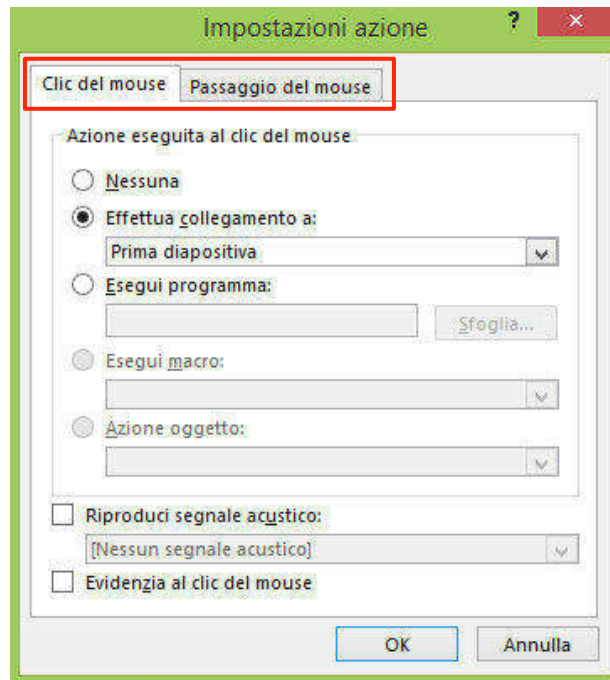 Impostazioni azione ?
Clic del mouse Passaggio del mouse
Azione eseguita al clic del mouse
Nessuna
Effettua collegamento a:
Prima diapositiva
Esegui programma:
Sfoglia...
Esegui macro:
Azione oggetto:
Riproduci segnale acustico:
[Nessun segnale acustico]
Evidenzia al clic del mouse
OK Annulla